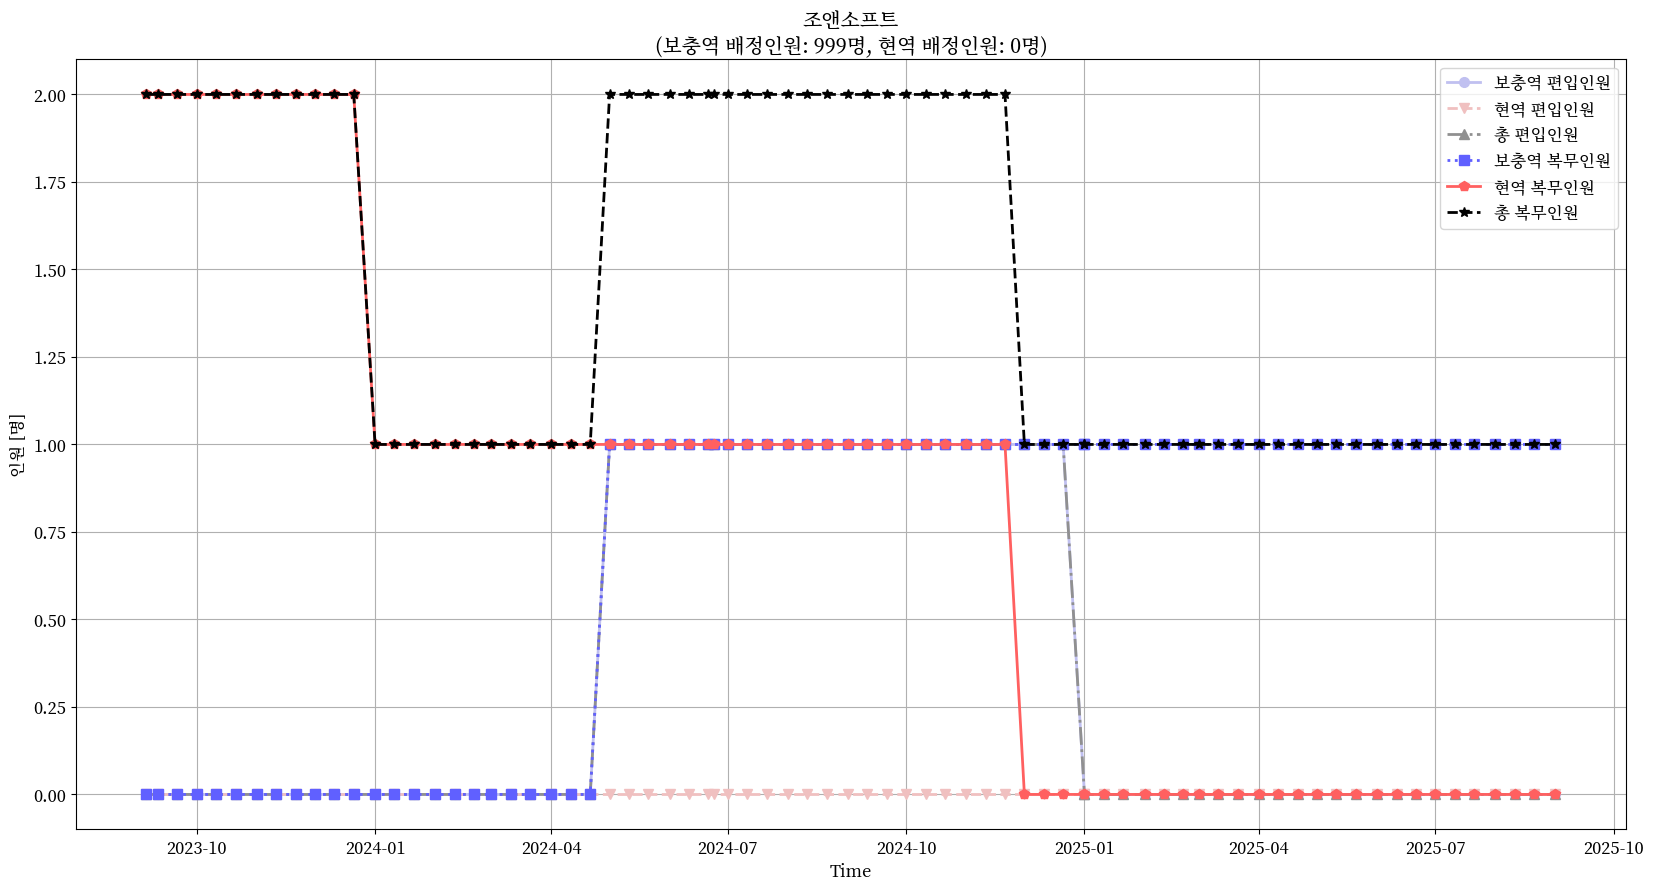 조앤소프트
(보충역 배정인원: 999명, 현역 배정인원: 0명)
보충역 편입인원
현역 편입인원
총 편입인원
보충역 복무인원
현역 복무인원
총 복무인원
인원 [명]
2.00
1.75
1.50
1.25
1.00
0.75
0.50
0.25
0.00
2023-10
2024-01
2024-04
2024-07
2024-10
2025-01
2025-04
2025-07
2025-10
Time